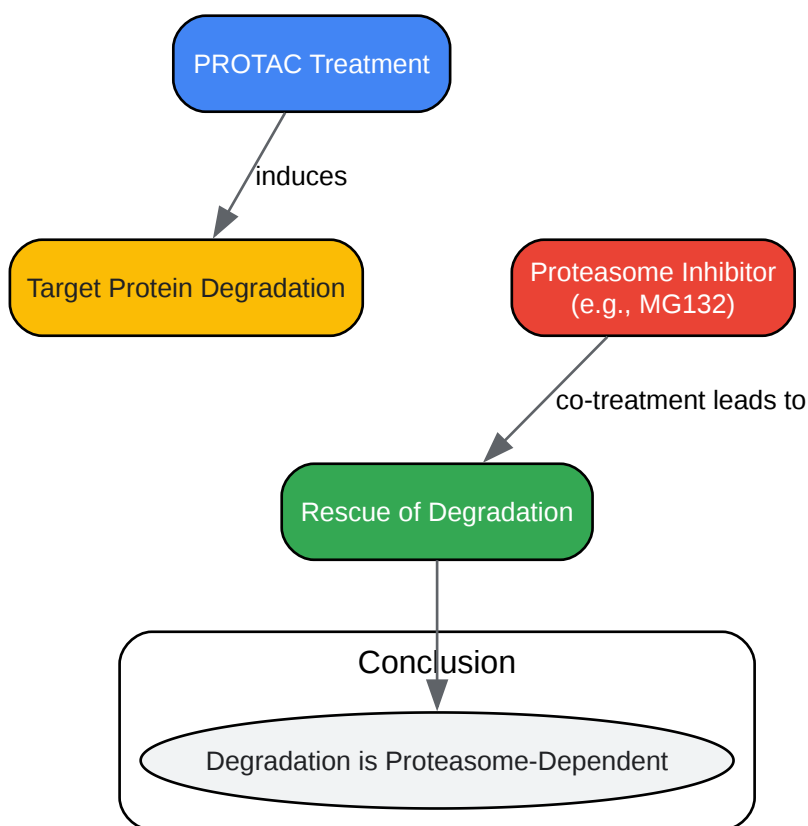 PROTAC Treatment
induces
Target Protein Degradation
Proteasome Inhibitor
(e.g., MG132)
co-treatment leads to
Rescue of Degradation
Conclusion
Degradation is Proteasome-Dependent